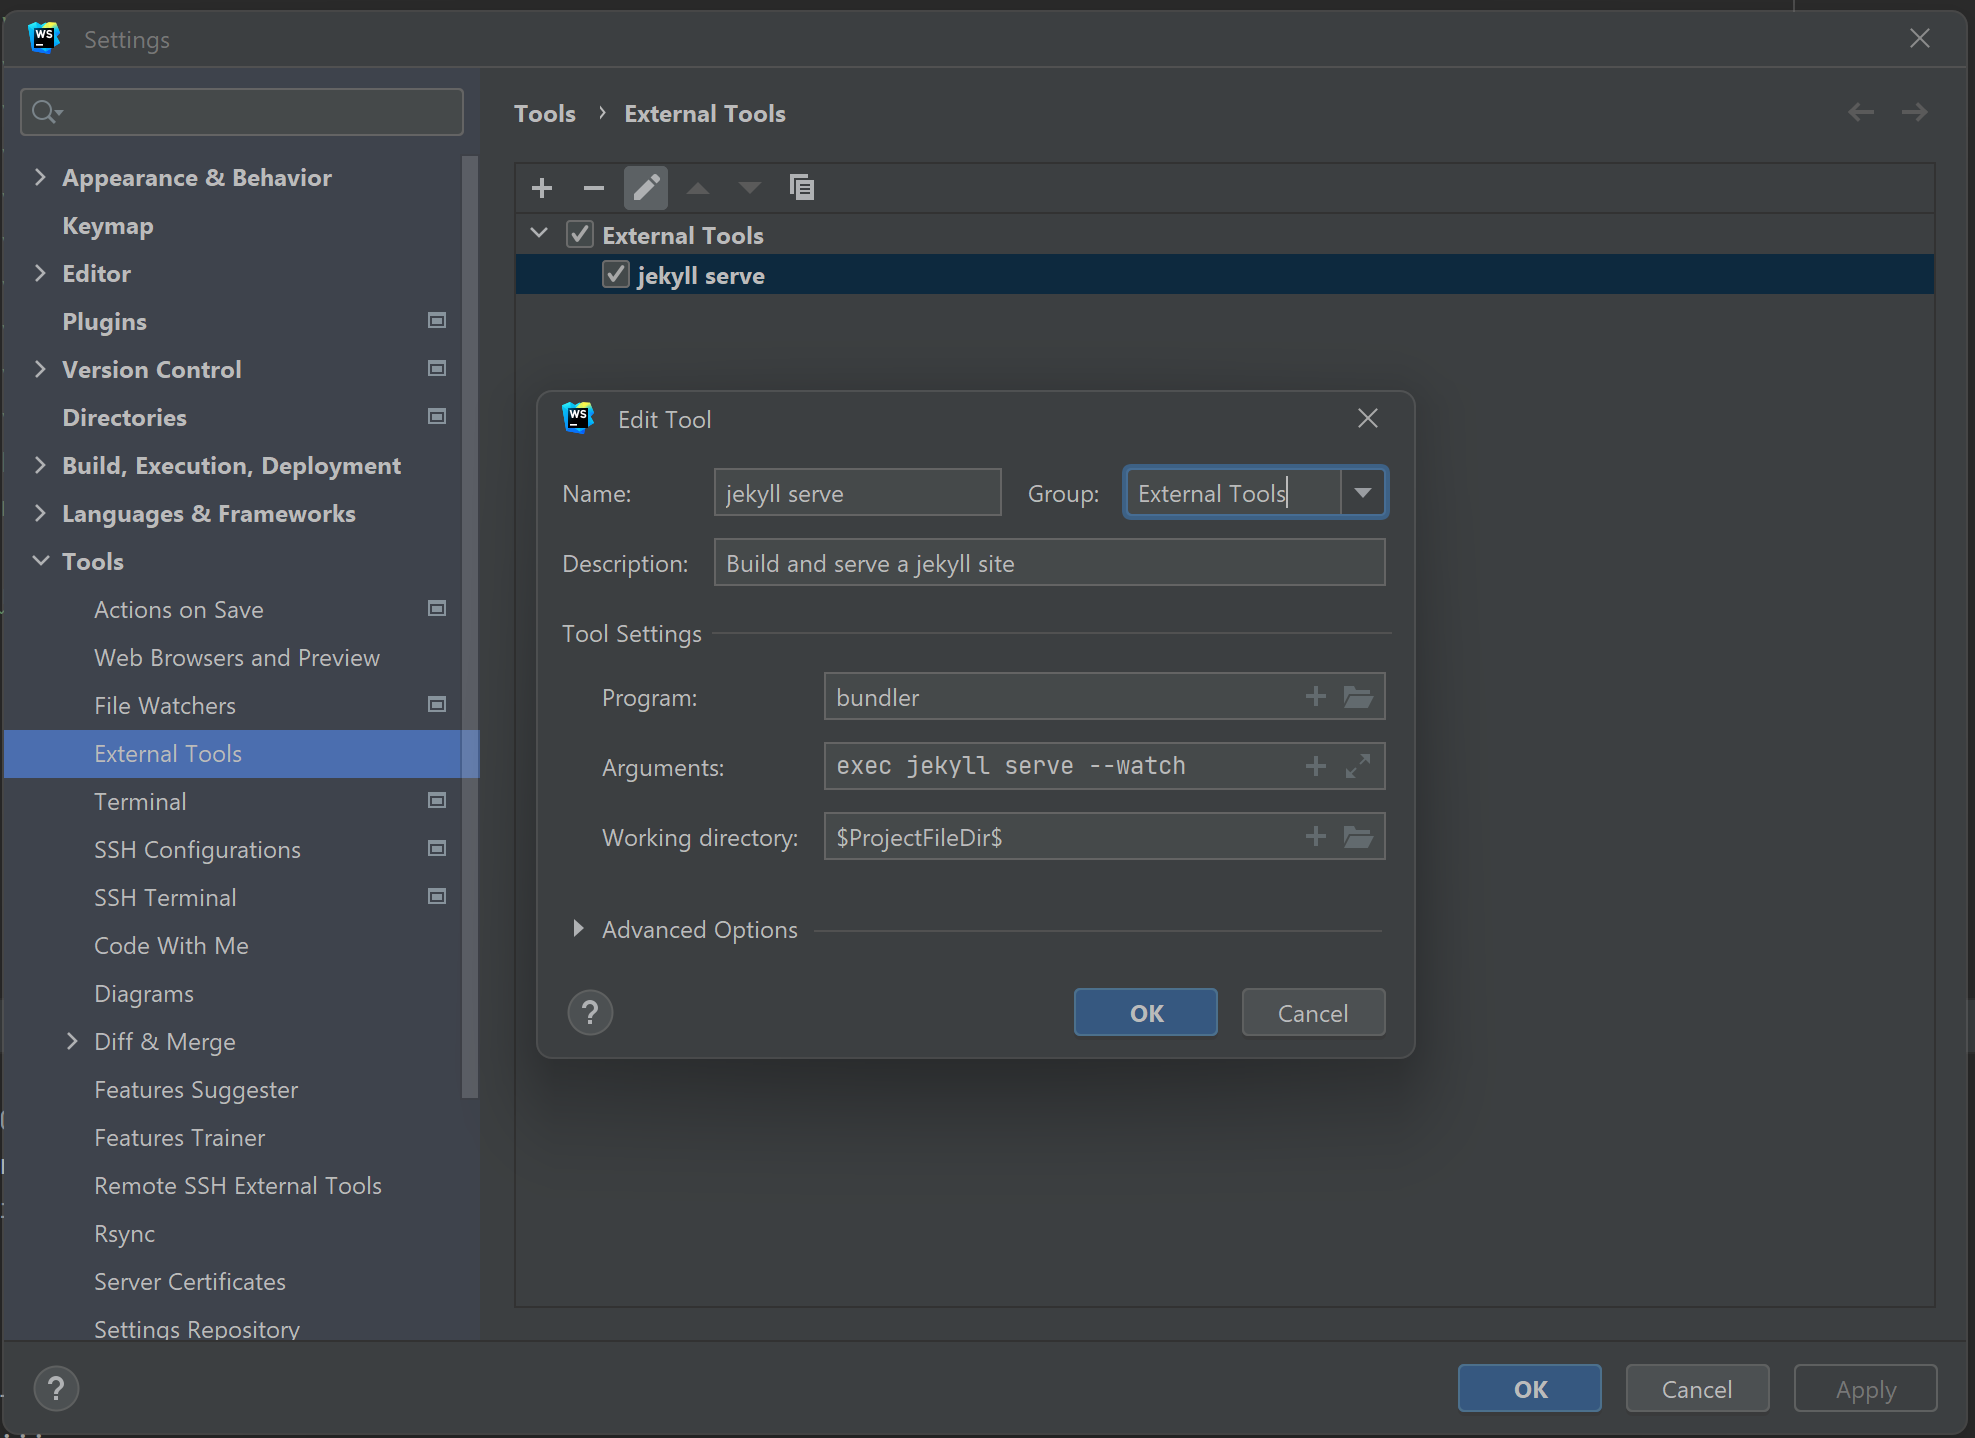 WS
Settings
Appearance & Behavior
Keymap
Editor
Plugins
Version Control
Directories
Build, Execution, Deployment
Languages & Frameworks
Tools
Actions on Save
Web Browsers and Preview
File Watchers
External Tools
Terminal
SSH Configurations
SSH Terminal
Code With Me
Diagrams
Diff & Merge
Features Suggester
Features Trainer
Remote SSH External Tools
Rsync
Server Certificates
Settings Repository
Tools › External Tools
External Tools
jekyll serve
WS
Edit Tool
Name: jekyll serve Group: External Tools
Description: Build and serve a jekyll site
Tool Settings
Program: bundler
Arguments: exec jekyll serve --watch
Working directory: $ProjectFileDir$
Advanced Options
? OK Cancel
? OK Cancel Apply